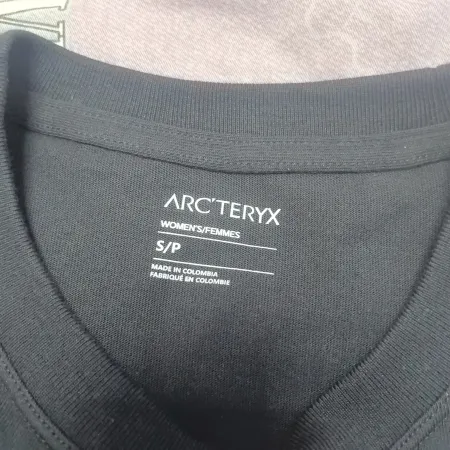 ARC'TERYX
WOMEN'S/FEMMES
S/P
MADE IN COLOMBIA
FABRIQUÉ EN COLOMBIE